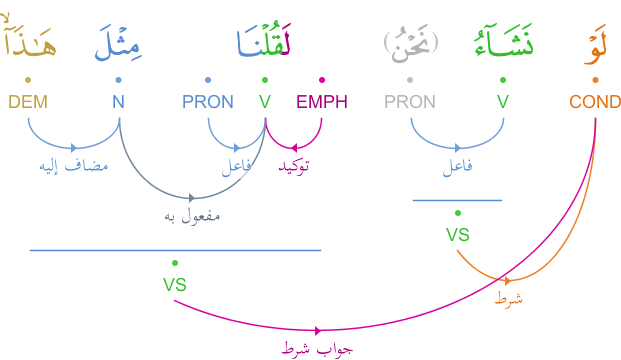 لَوْ نَشَآءُ (نَحْنُ) لَقُلْنَا مِثْلَ هَـٰذَآ ۙ
COND V PRON EMPH V PRON N DEM
فاعل توكيد فاعل مضاف إليه
مفعول به
VS
VS
شرط
جواب شرط